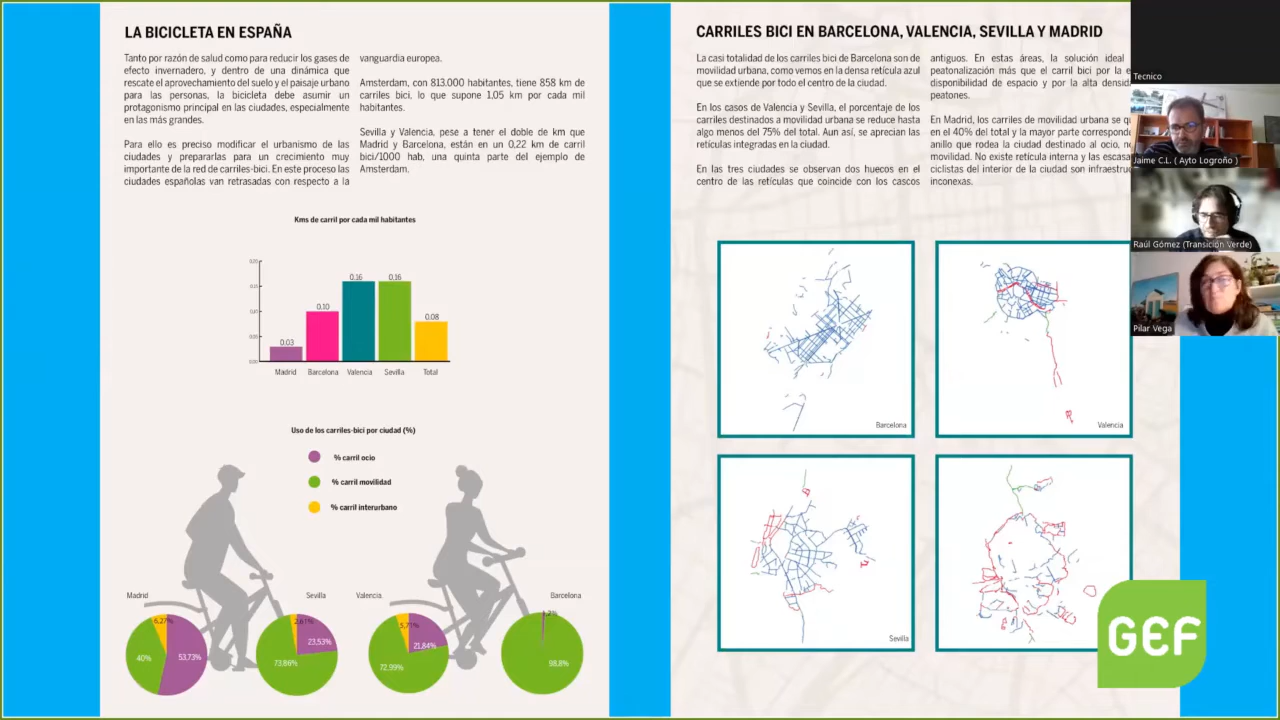 LA BICICLETA EN ESPAÑA
Tanto por razón de salud como para reducir los gases de
efecto invernadero, y dentro de una dinámica que
rescate el aprovechamiento del suelo y el paisaje urbano
para las personas, la bicicleta debe asumir un
protagonismo principal en las ciudades, especialmente
en las más grandes.
Para ello es preciso modificar el urbanismo de las
ciudades y prepararlas para un crecimiento muy
importante de la red de carriles-bici. En este proceso las
ciudades españolas van retrasadas con respecto a la
vanguardia europea.
Amsterdam, con 813.000 habitantes, tiene 858 km de
carriles bici, lo que supone 1,05 km por cada mil
habitantes.
Sevilla y Valencia, pese a tener el doble de km que
Madrid y Barcelona, están en un 0,22 km de carril
bici/1000 hab, una quinta parte del ejemplo de
Amsterdam.
Kms de carril por cada mil habitantes
0,20
0,15
0,10
0,05
0,00
0.03
0.10
0.16
0.16
0.08
Madrid
Barcelona
Valencia
Sevilla
Total
Uso de los carriles-bici por ciudad (%)
% carril ocio
% carril movilidad
% carril interurbano
Madrid
Sevilla
Valencia
Barcelona
6,27%
40%
53,73%
2,61%
23,53%
73,86%
5,71%
21,84%
72,99%
1,2%
98,8%
CARRILES BICI EN BARCELONA, VALENCIA, SEVILLA Y MADRID
La casi totalidad de los carriles bici de Barcelona son de
movilidad urbana, como vemos en la densa retícula azul
que se extiende por todo el centro de la ciudad.
En los casos de Valencia y Sevilla, el porcentaje de los
carriles destinados a movilidad urbana se reduce hasta
algo menos del 75% del total. Aun así, se aprecian las
retículas integradas en la ciudad.
En las tres ciudades se observan dos huecos en el
centro de las retículas que coincide con los cascos
antiguos. En estas áreas, la solución ideal
peatonalización más que el carril bici por la e
disponibilidad de espacio y por la alta densid
peatones.
En Madrid, los carriles de movilidad urbana se qu
en el 40% del total y la mayor parte correspond
anillo que rodea la ciudad destinado al ocio, n
movilidad. No existe retícula interna y las escasa
ciclistas del interior de la ciudad son infraestruc
inconexas.
Barcelona
Valencia
Sevilla
Tecnico
Jaime C.L. ( Ayto Logroño )
Raúl Gómez (Transición Verde)
Pilar Vega
GEF